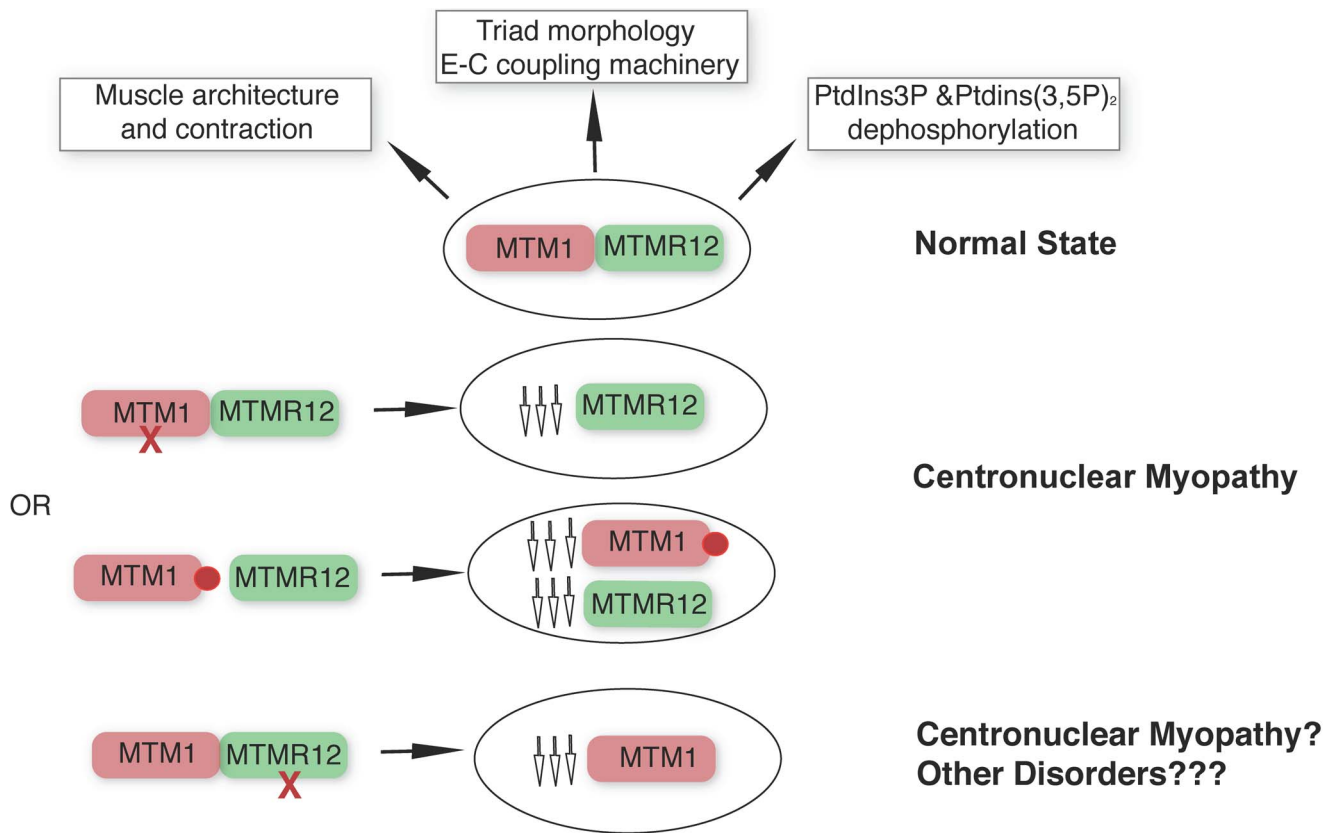 Triad morphology
E-C coupling machinery
Muscle architecture
and contraction
PtdIns3P &Ptdins(3,5P)₂
dephosphorylation
MTM1
MTMR12
Normal State
MTM1
X
MTMR12
MTMR12
Centronuclear Myopathy
OR
MTM1
MTMR12
MTM1
MTMR12
MTM1
MTMR12
X
MTM1
Centronuclear Myopathy?
Other Disorders???